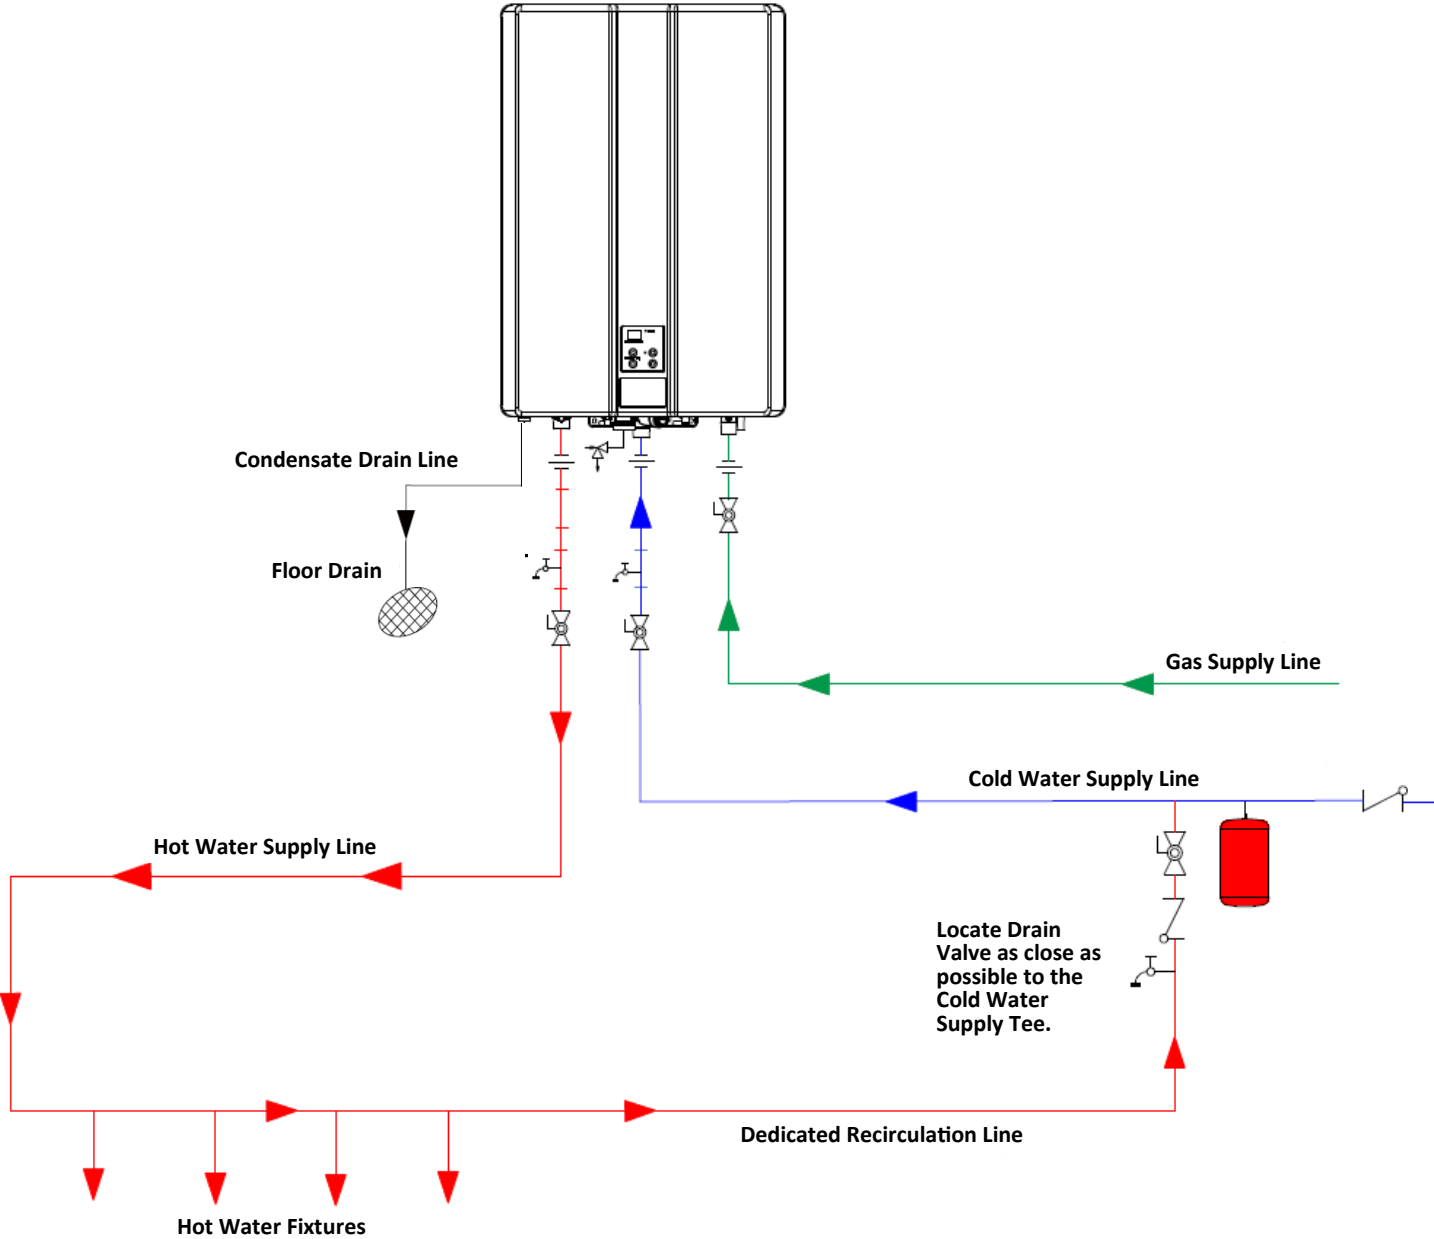 Condensate Drain Line
Floor Drain
Gas Supply Line
Cold Water Supply Line
Hot Water Supply Line
Locate Drain
Valve as close as
possible to the
Cold Water
Supply Tee.
Dedicated Recirculation Line
Hot Water Fixtures